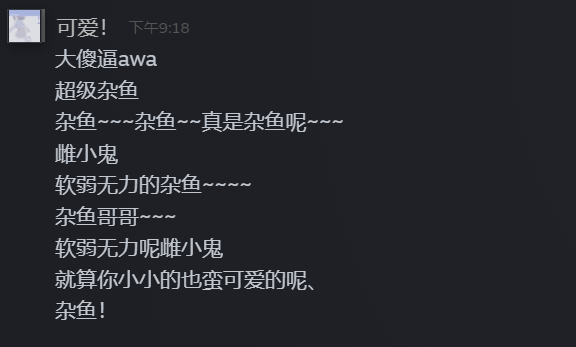 可爱！ 下午9:18
大傻逼awa
超级杂鱼
杂鱼~~~杂鱼~~真是杂鱼呢~~~
雌小鬼
软弱无力的杂鱼~~~~
杂鱼哥哥~~~
软弱无力呢雌小鬼
就算你小小的也蛮可爱的呢、
杂鱼！